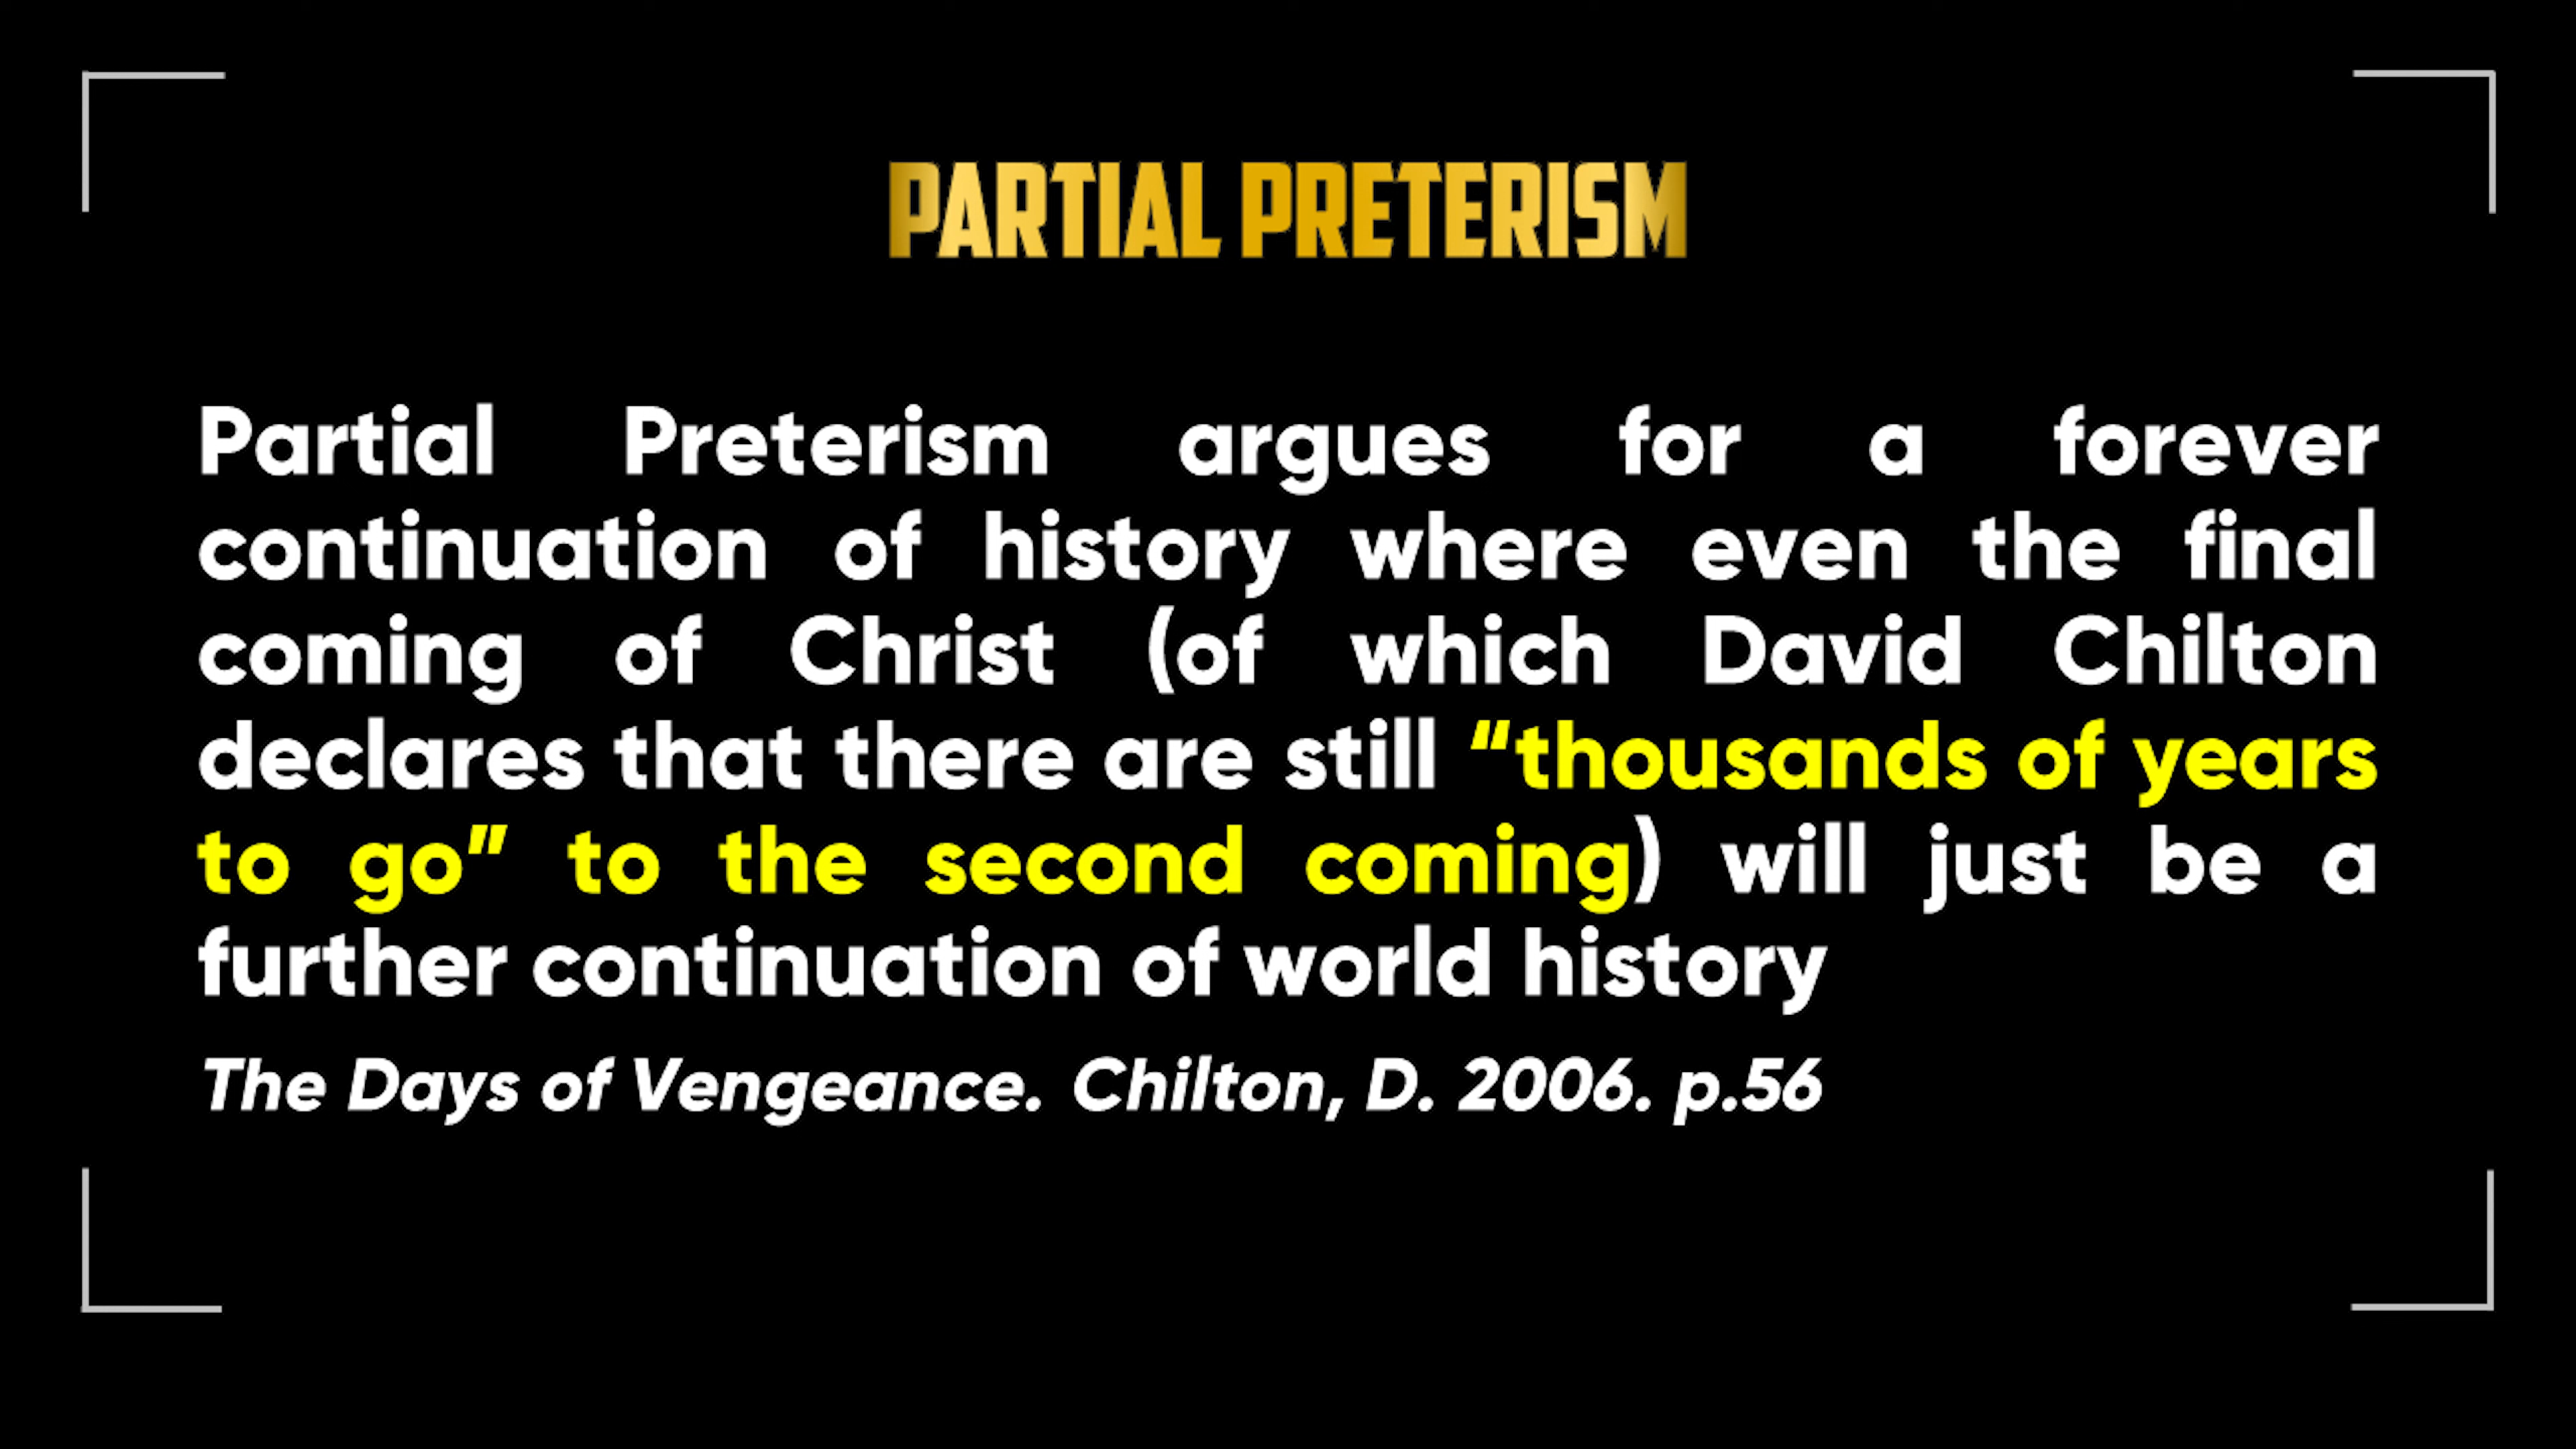 PARTIAL PRETERISM
Partial Preterism argues for a forever
continuation of history where even the final
coming of Christ (of which David Chilton
declares that there are still “thousands of years
to go” to the second coming) will just be a
further continuation of world history
The Days of Vengeance. Chilton, D. 2006. p.56